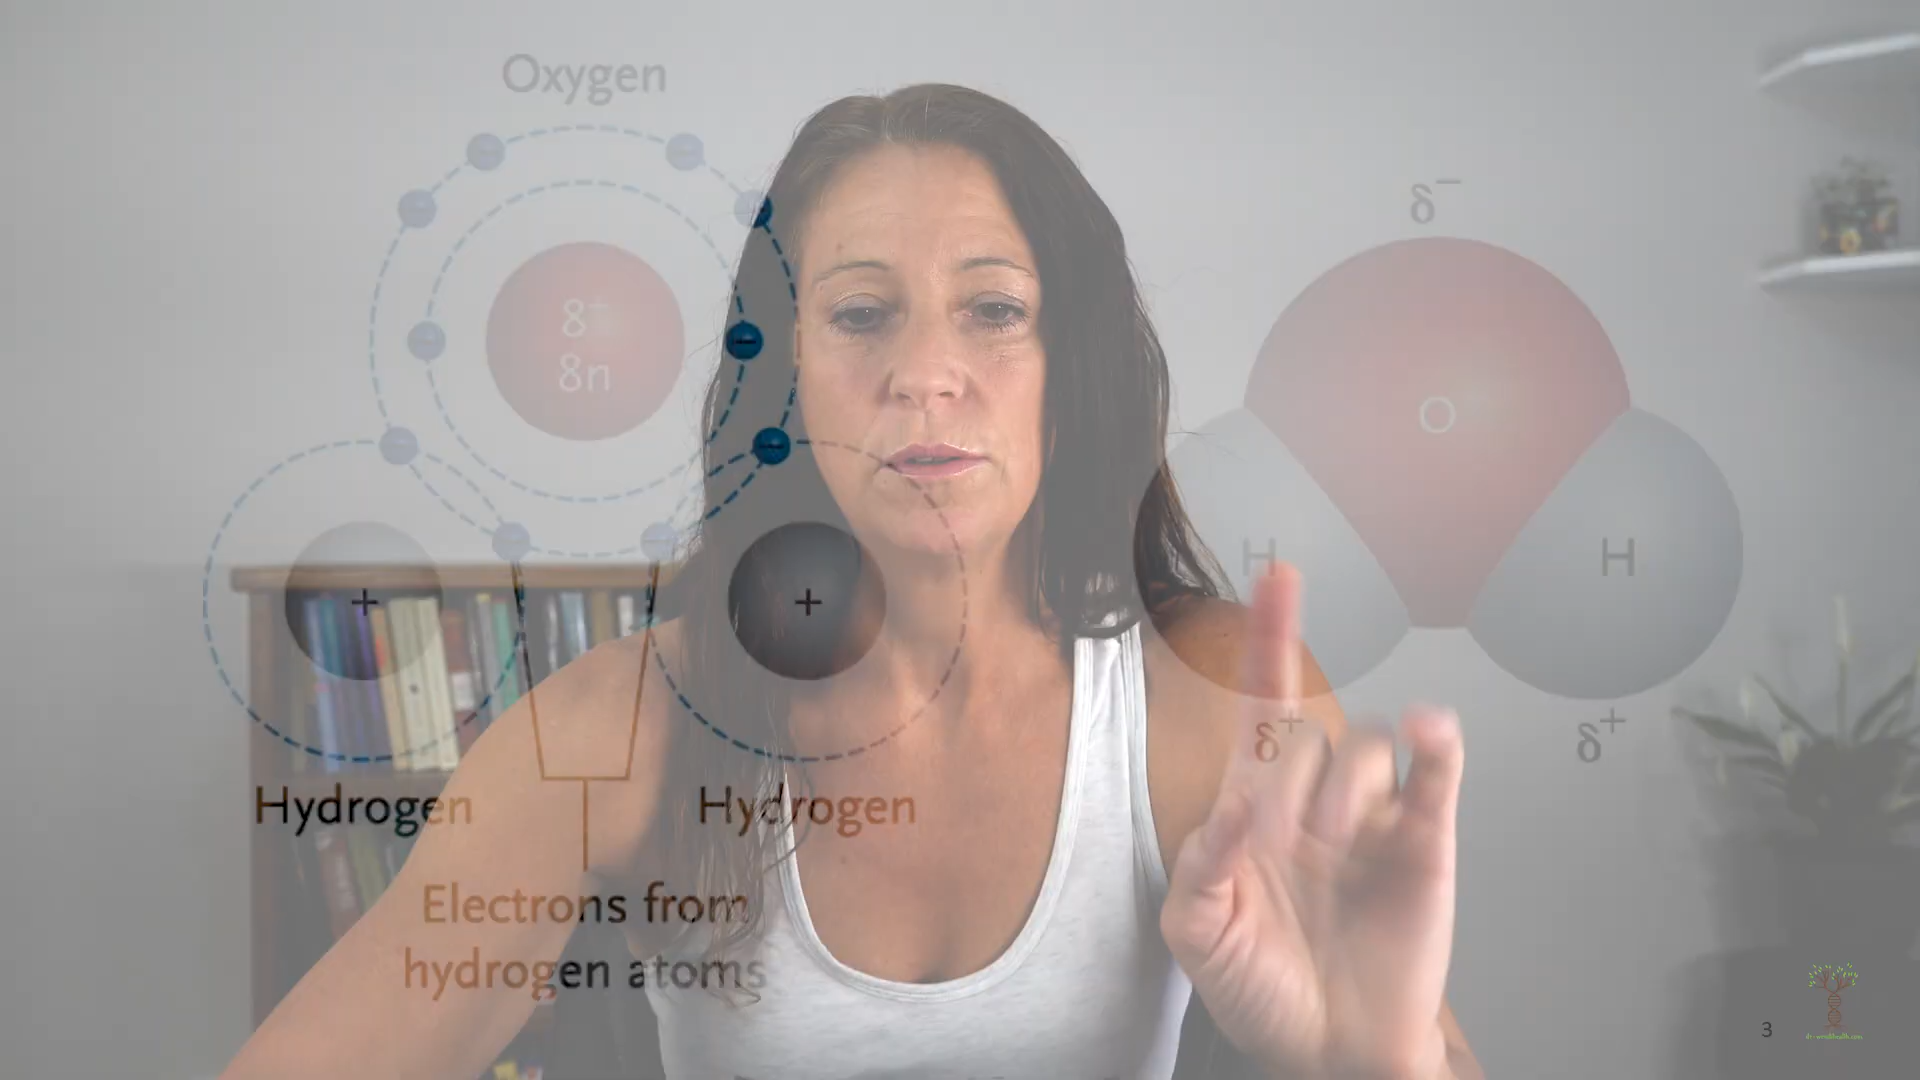 Oxygen
8+
8n
+
+
Hydrogen
Hydrogen
Electrons from
hydrogen atoms
δ−
O
H
H
δ+
δ+
3